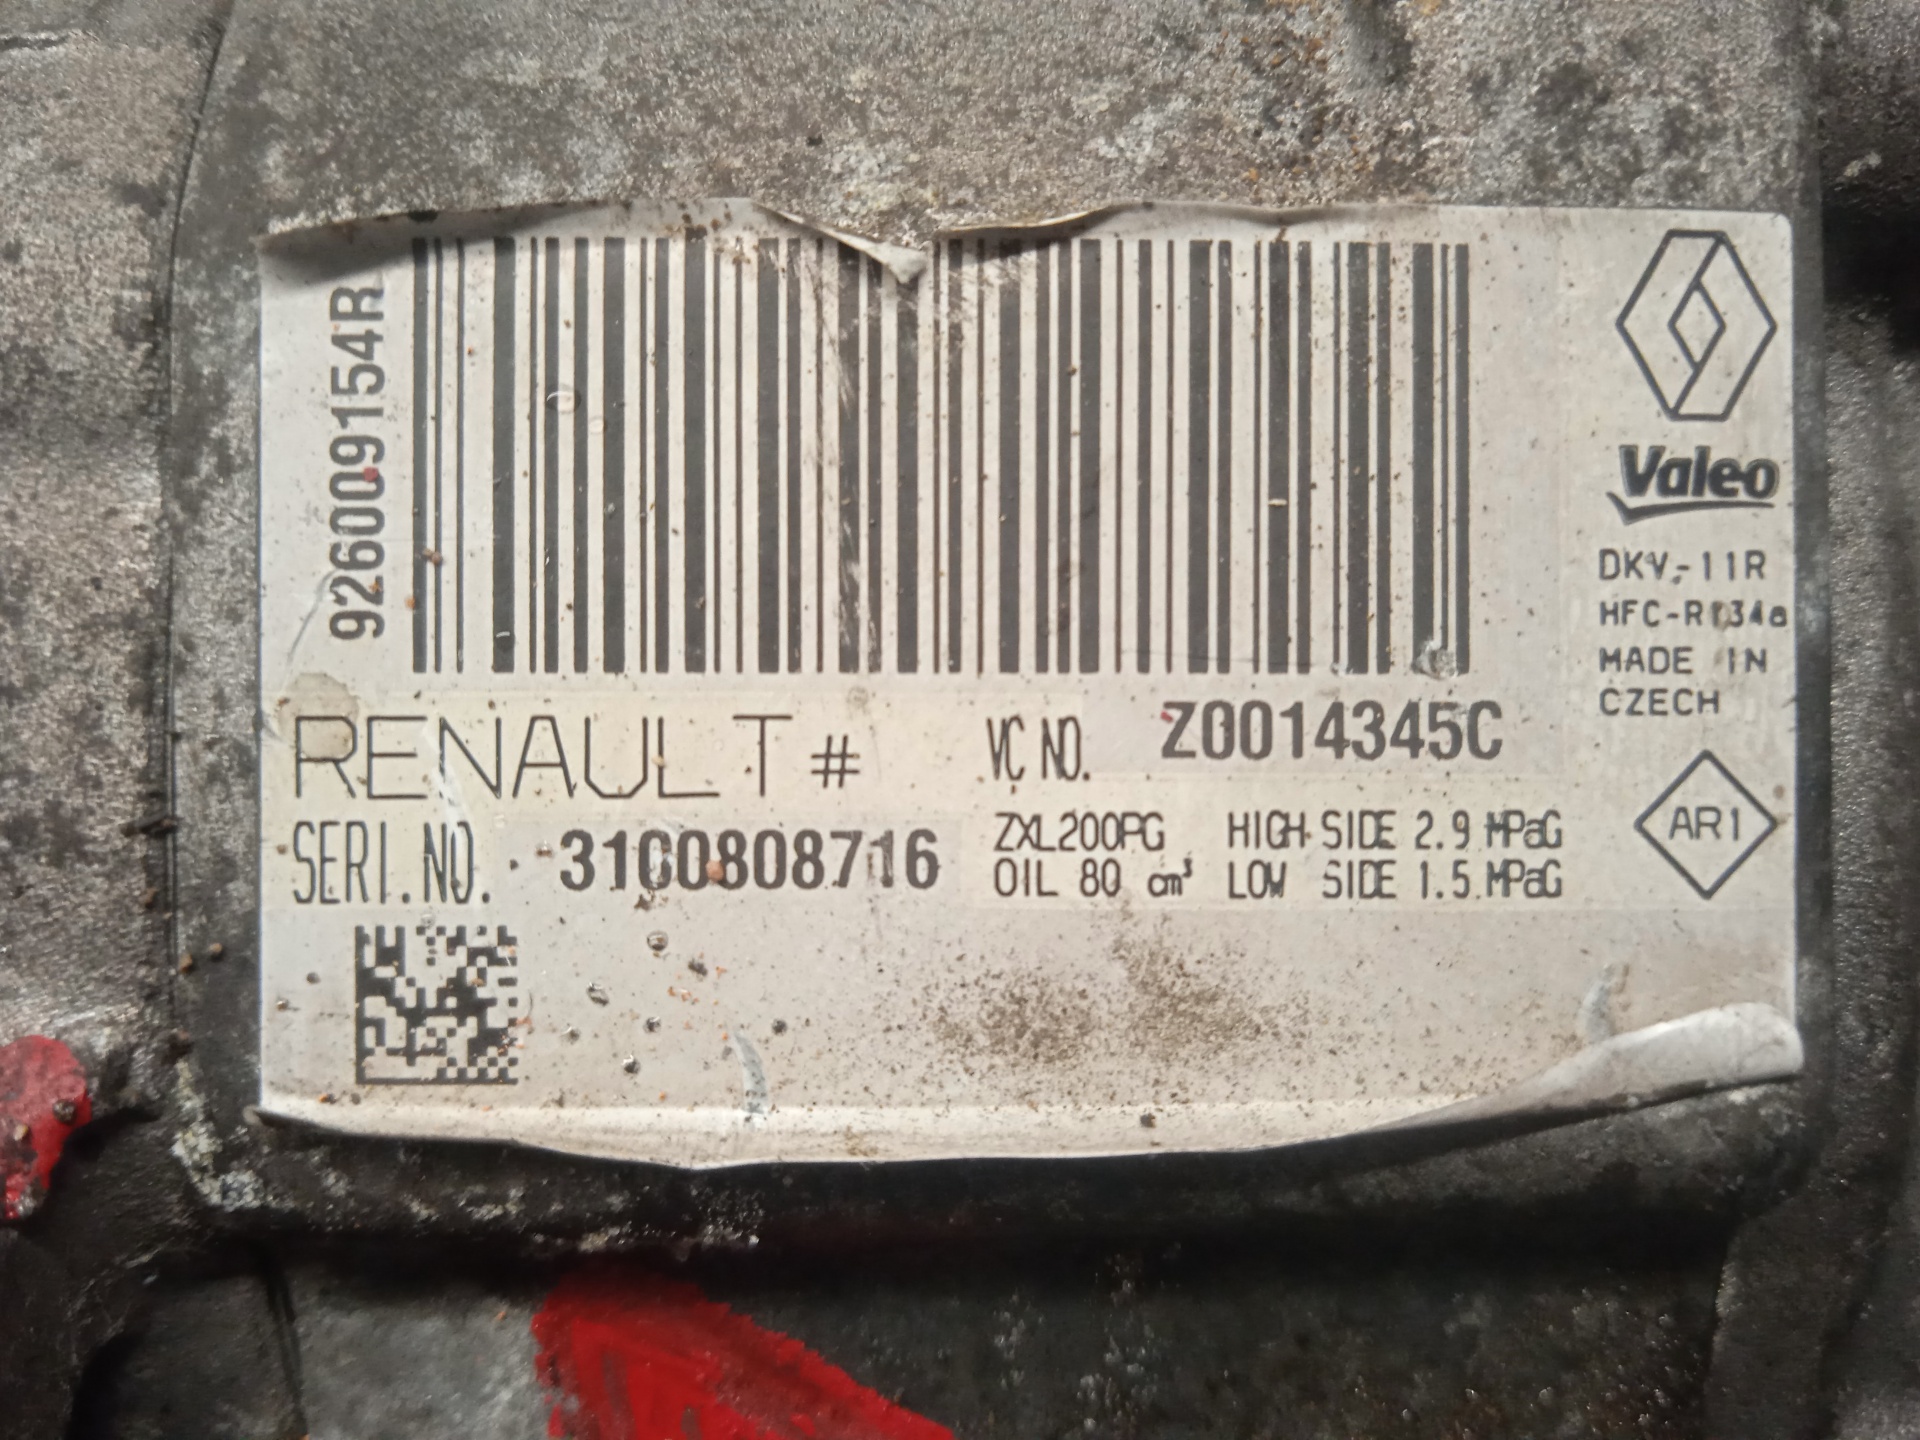 926009154R
Valeo
DKV-11R
HFC-R134a
MADE IN
CZECH
RENAULT # VC NO. Z0014345C
SERI.NO. 31C0808716
ZXL200PG HIGH SIDE 2.9 MPaG
OIL 80 cm³ LOW SIDE 1.5 MPaG
AR1